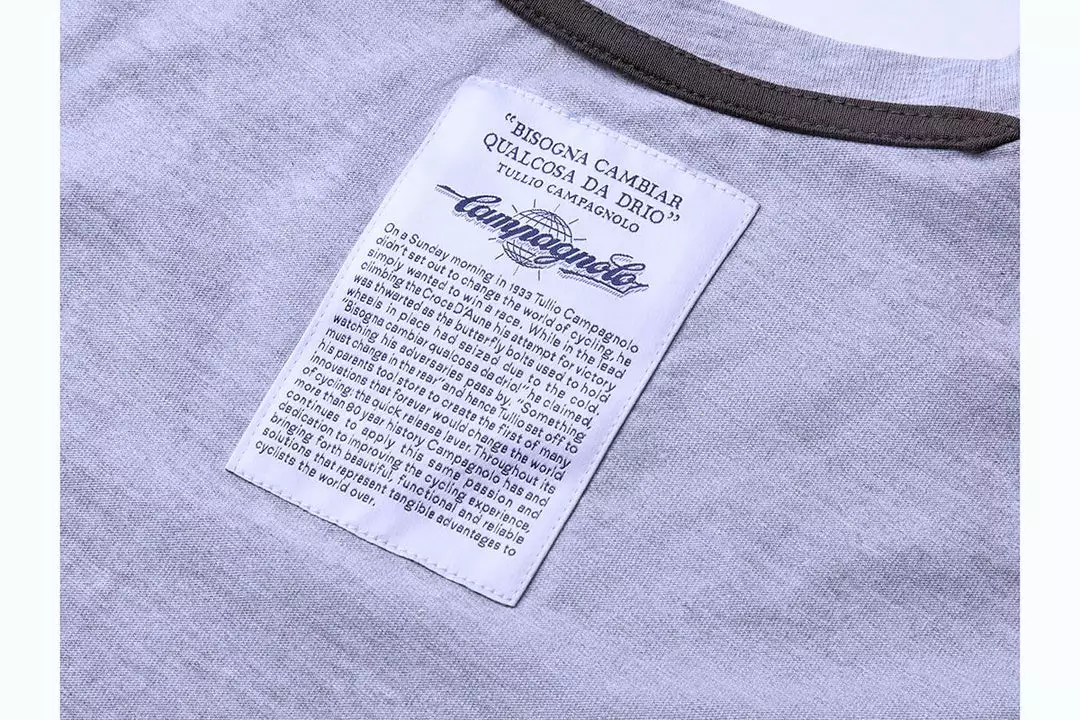 “BISOGNA CAMBIAR
QUALCOSA DA DRIO”
TULLIO CAMPAGNOLO
Campagnolo
On a Sunday morning in 1933 Tullio Campagnolo
didn't set out to change the world of cycling, he
simply wanted to win a race. While in the lead
climbing the Croce D'Aune his attempt for victory
was thwarted as the butterfly bolts used to hold
wheels in place had seized due to the cold.
watching his adversaries pass by. "Something
"Bisogna cambiar qualcosa da drio!" he claimed,
must change in the rear" and hence Tullio set off to
his parents tool store to create the first of many
innovations that forever would change the world
of cycling: the quick release lever. Throughout its
more than 80 year history Campagnolo has and
continues to apply this same passion and
dedication to improving the cycling experience,
bringing forth beautiful, functional and reliable
solutions that represent tangible advantages to
cyclists the world over.